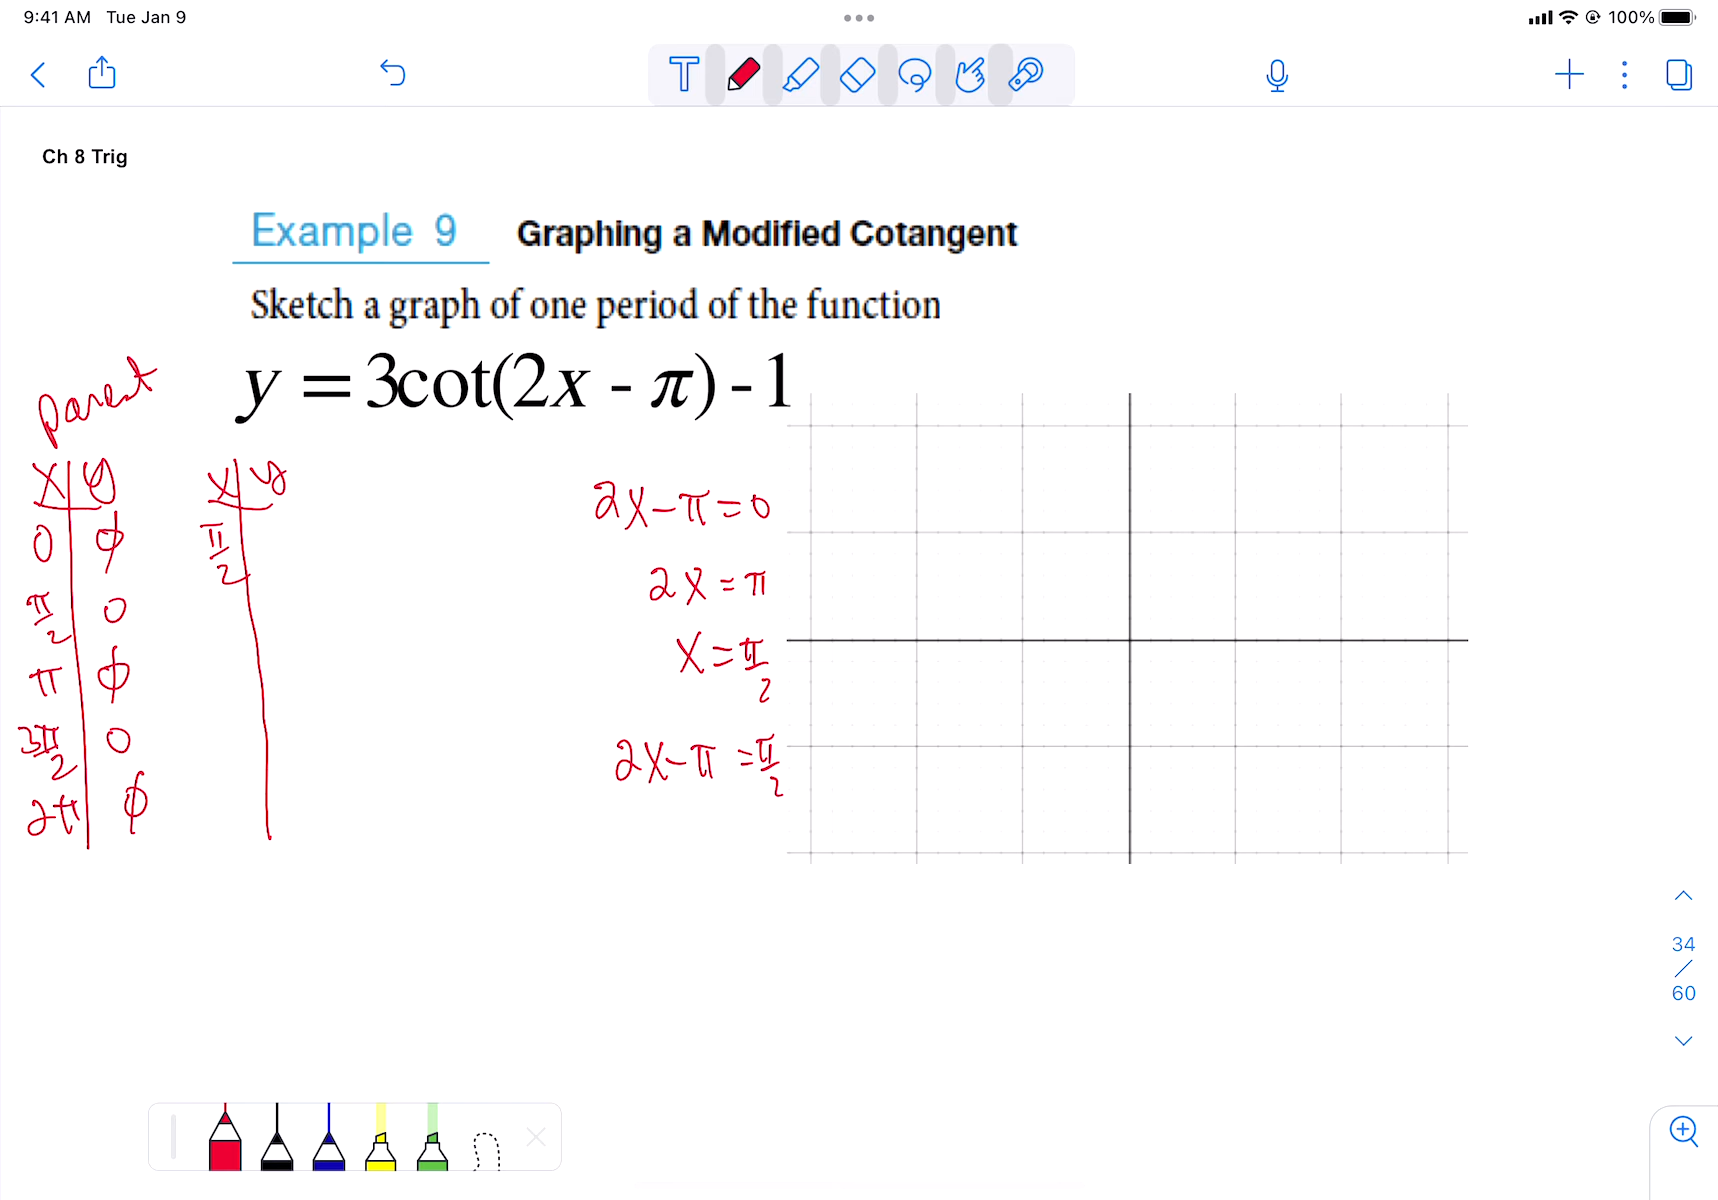 9:41 AM Tue Jan 9
100%
T
Ch 8 Trig
Example 9 Graphing a Modified Cotangent
Sketch a graph of one period of the function
y = 3cot(2x - π) - 1
parent
x | y
0 | ϕ
π/2 | 0
π | ϕ
3π/2 | 0
2π | ϕ
x | y
π/2
2x-π=0
2x=π
x=π/2
2x-π=π/2
34
/
60